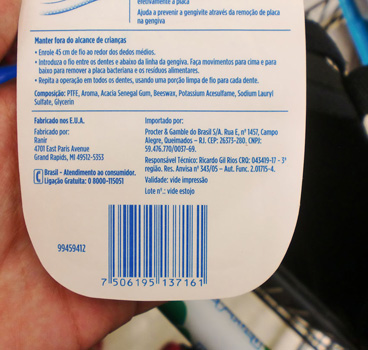 efetivamente a placa
Ajuda a prevenir a gengivite através da remoção de placa
na gengiva
Manter fora do alcance de crianças
• Enrole 45 cm de fio ao redor dos dedos médios.
• Introduza o fio entre os dentes e abaixo da linha da gengiva. Faça movimentos para cima e para
baixo para remover a placa bacteriana e os resíduos alimentares.
• Repita a operação em todos os dentes, usando uma porção limpa de fio para cada dente.
Composição: PTFE, Aroma, Acacia Senegal Gum, Beeswax, Potassium Acesulfame, Sodium Lauryl
Sulfate, Glycerin
Fabricado nos E.U.A.
Fabricado por:
Ranir
4701 East Paris Avenue
Grand Rapids, MI 49512-5353
Brasil - Atendimento ao consumidor.
Ligação Gratuita: 0 8000-115051
Importado por:
Procter & Gamble do Brasil S/A. Rua E, nº 1457, Campo
Alegre, Queimados – RJ. CEP: 26373-280, CNPJ:
59.476.770/0037-69.
Responsável Técnico: Ricardo Gil Rios CRQ: 043419-17 - 3ª
região. Res. Anvisa nº 343/05 – Aut. Func. 2.01715-4.
Validade: vide impressão
Lote n°.: vide estojo
99459412
7 506195 137161